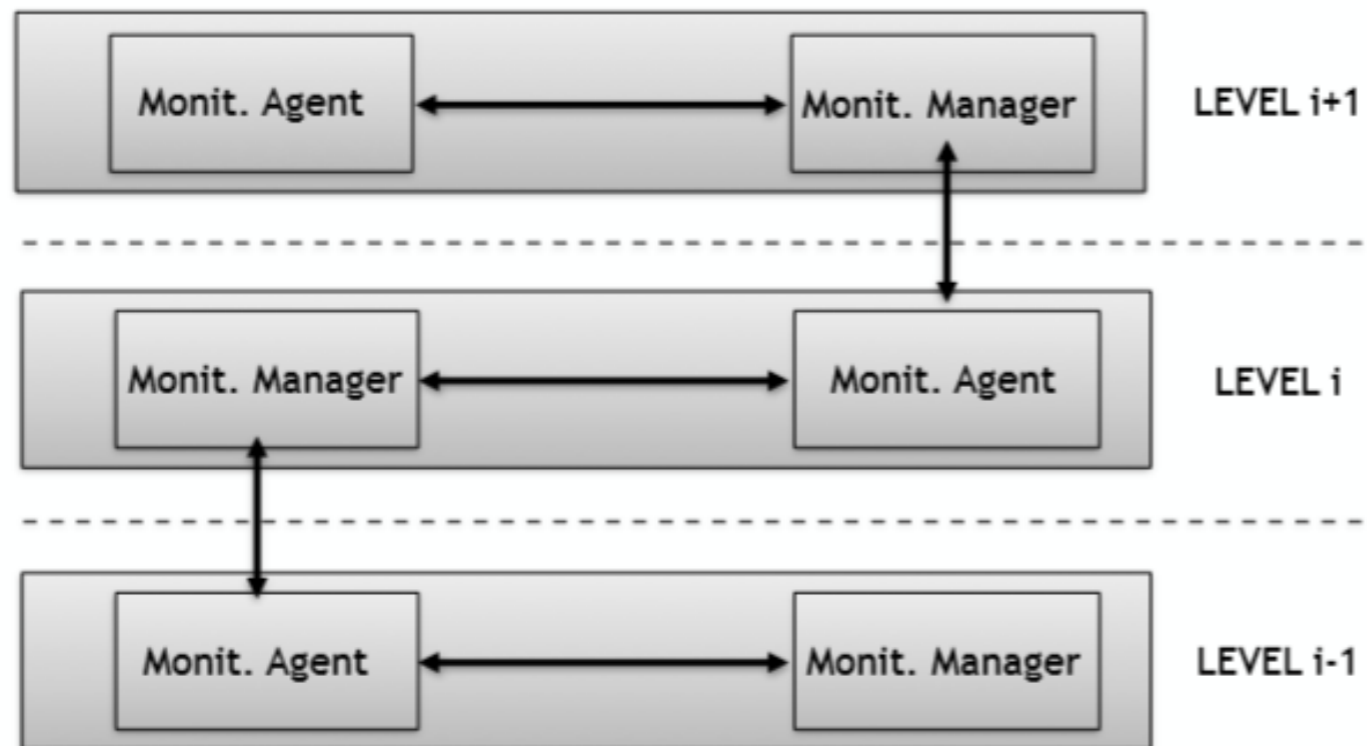 Monit. Agent
Monit. Manager
LEVEL i+1
Monit. Manager
Monit. Agent
LEVEL i
Monit. Agent
Monit. Manager
LEVEL i-1